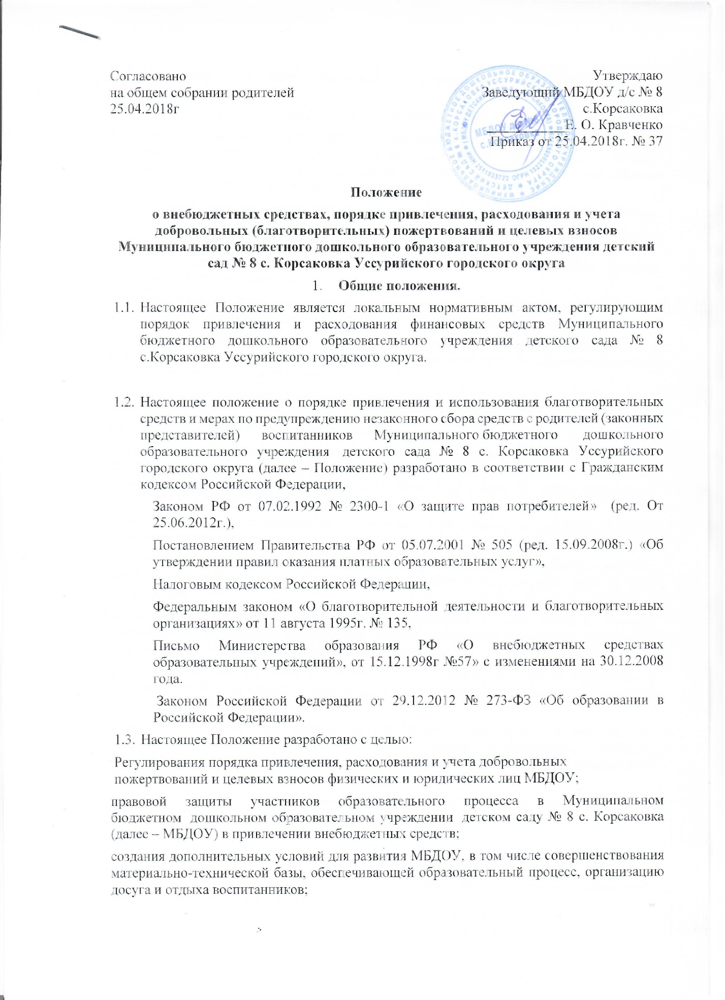 Согласовано
на общем собрании родителей
25.04.2018г
Утверждаю
Заведующий МБДОУ д/с № 8
с.Корсаковка
Е. О. Кравченко
Приказ от 25.04.2018г. № 37
МБДОУ д/с № 8
с.Корсаковка
ИНН 2511033722 ОГРН
Положение
о внебюджетных средствах, порядке привлечения, расходования и учета
добровольных (благотворительных) пожертвований и целевых взносов
Муниципального бюджетного дошкольного образовательного учреждения детский
сад № 8 с. Корсаковка Уссурийского городского округа
1. Общие положения.
1.1. Настоящее Положение является локальным нормативным актом, регулирующим
порядок привлечения и расходования финансовых средств Муниципального
бюджетного дошкольного образовательного учреждения детского сада № 8
с.Корсаковка Уссурийского городского округа.
1.2. Настоящее положение о порядке привлечения и использования благотворительных
средств и мерах по предупреждению незаконного сбора средств с родителей (законных
представителей) воспитанников Муниципального бюджетного дошкольного
образовательного учреждения детского сада № 8 с. Корсаковка Уссурийского
городского округа (далее – Положение) разработано в соответствии с Гражданским
кодексом Российской Федерации,
Законом РФ от 07.02.1992 № 2300-1 «О защите прав потребителей» (ред. От
25.06.2012г.),
Постановлением Правительства РФ от 05.07.2001 № 505 (ред. 15.09.2008г.) «Об
утверждении правил оказания платных образовательных услуг»,
Налоговым кодексом Российской Федерации,
Федеральным законом «О благотворительной деятельности и благотворительных
организациях» от 11 августа 1995г. № 135,
Письмо Министерства образования РФ «О внебюджетных средствах
образовательных учреждений», от 15.12.1998г №57» с изменениями на 30.12.2008
года.
Законом Российской Федерации от 29.12.2012 № 273-ФЗ «Об образовании в
Российской Федерации».
1.3. Настоящее Положение разработано с целью:
Регулирования порядка привлечения, расходования и учета добровольных
пожертвований и целевых взносов физических и юридических лиц МБДОУ;
правовой защиты участников образовательного процесса в Муниципальном
бюджетном дошкольном образовательном учреждении детском саду № 8 с. Корсаковка
(далее – МБДОУ) в привлечении внебюджетных средств;
создания дополнительных условий для развития МБДОУ, в том числе совершенствования
материально-технической базы, обеспечивающей образовательный процесс, организацию
досуга и отдыха воспитанников;